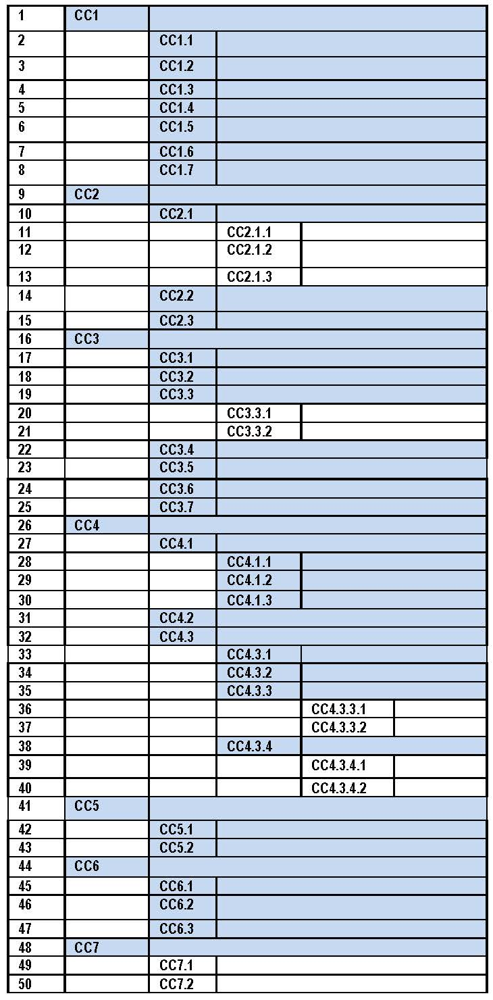 1 CC1
2 CC1.1
3 CC1.2
4 CC1.3
5 CC1.4
6 CC1.5
7 CC1.6
8 CC1.7
9 CC2
10 CC2.1
11 CC2.1.1
12 CC2.1.2
13 CC2.1.3
14 CC2.2
15 CC2.3
16 CC3
17 CC3.1
18 CC3.2
19 CC3.3
20 CC3.3.1
21 CC3.3.2
22 CC3.4
23 CC3.5
24 CC3.6
25 CC3.7
26 CC4
27 CC4.1
28 CC4.1.1
29 CC4.1.2
30 CC4.1.3
31 CC4.2
32 CC4.3
33 CC4.3.1
34 CC4.3.2
35 CC4.3.3
36 CC4.3.3.1
37 CC4.3.3.2
38 CC4.3.4
39 CC4.3.4.1
40 CC4.3.4.2
41 CC5
42 CC5.1
43 CC5.2
44 CC6
45 CC6.1
46 CC6.2
47 CC6.3
48 CC7
49 CC7.1
50 CC7.2